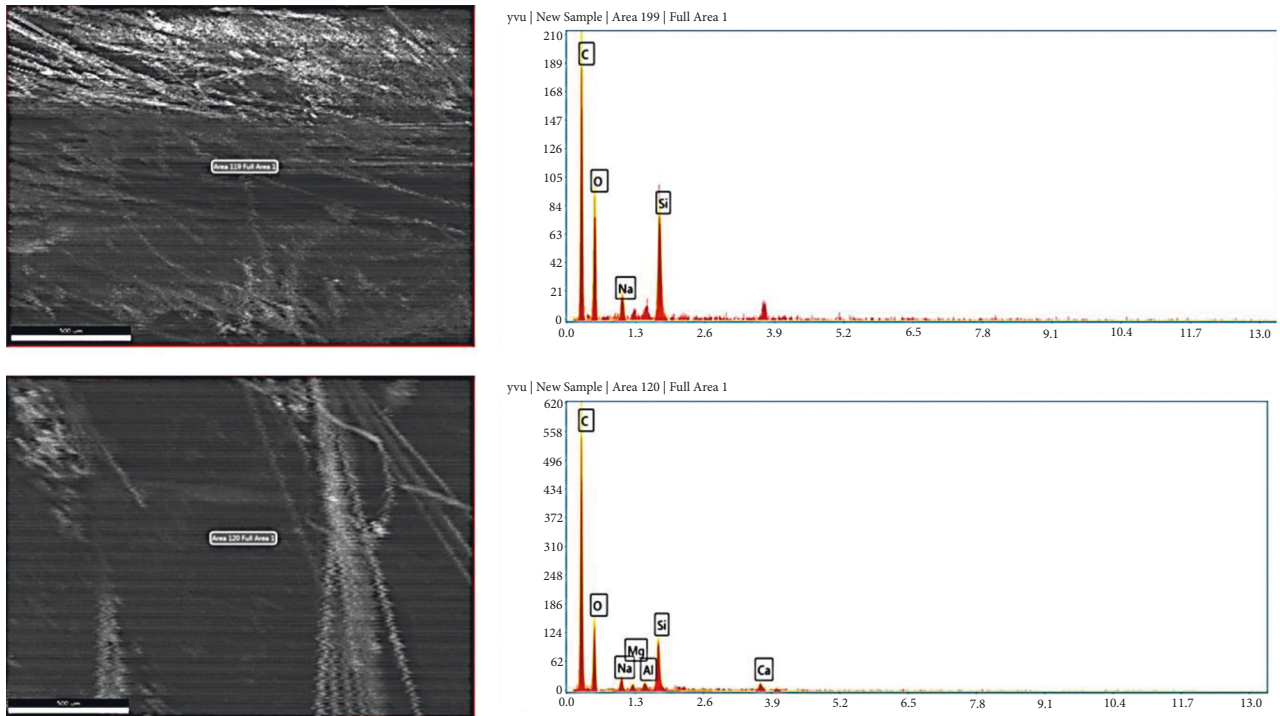 yvu | New Sample | Area 199 | Full Area 1
Area 119 Full Area 1
500 um
210
189
168
147
126
105
84
63
42
21
0
C
O
Na
Si
0.0 1.3 2.6 3.9 5.2 6.5 7.8 9.1 10.4 11.7 13.0
yvu | New Sample | Area 120 | Full Area 1
Area 120 Full Area 1
500 um
620
558
496
434
372
310
248
186
124
62
0
C
O
Na
Mg
Al
Si
Ca
0.0 1.3 2.6 3.9 5.2 6.5 7.8 9.1 10.4 11.7 13.0